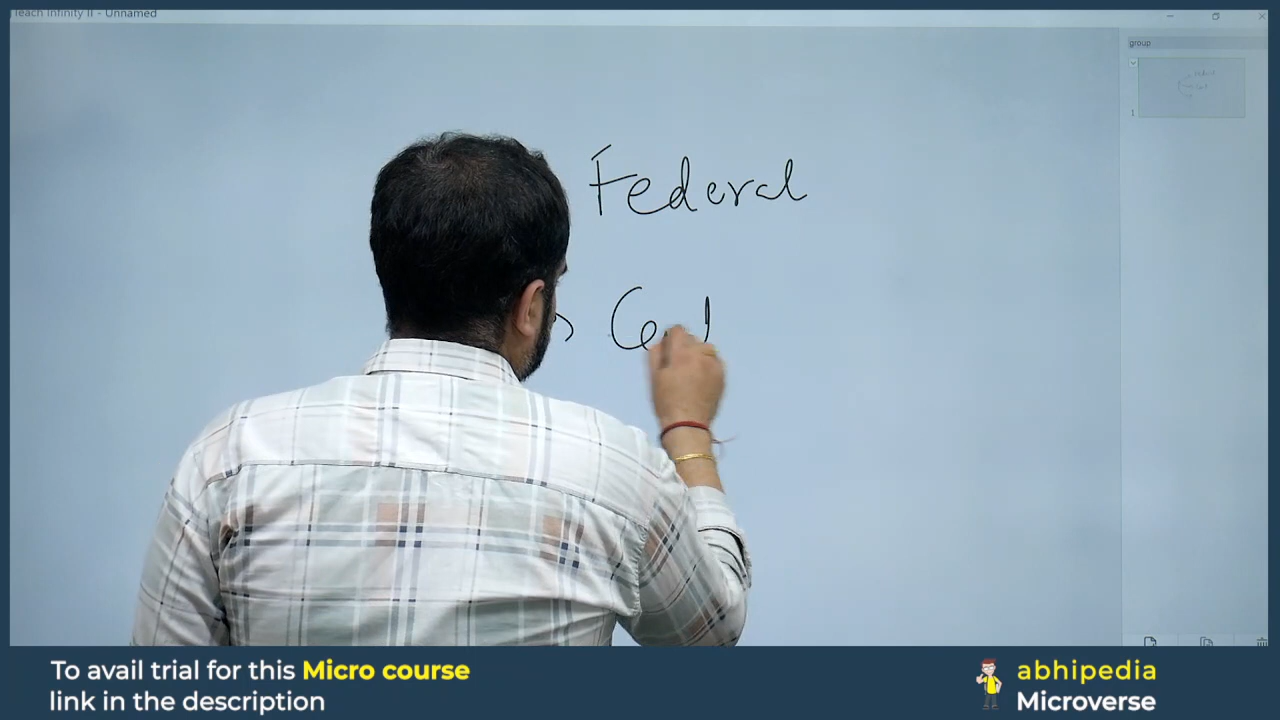 Teach Infinity II - Unnamed
group
Federal
1
To avail trial for this Micro course
link in the description
abhipedia
Microverse